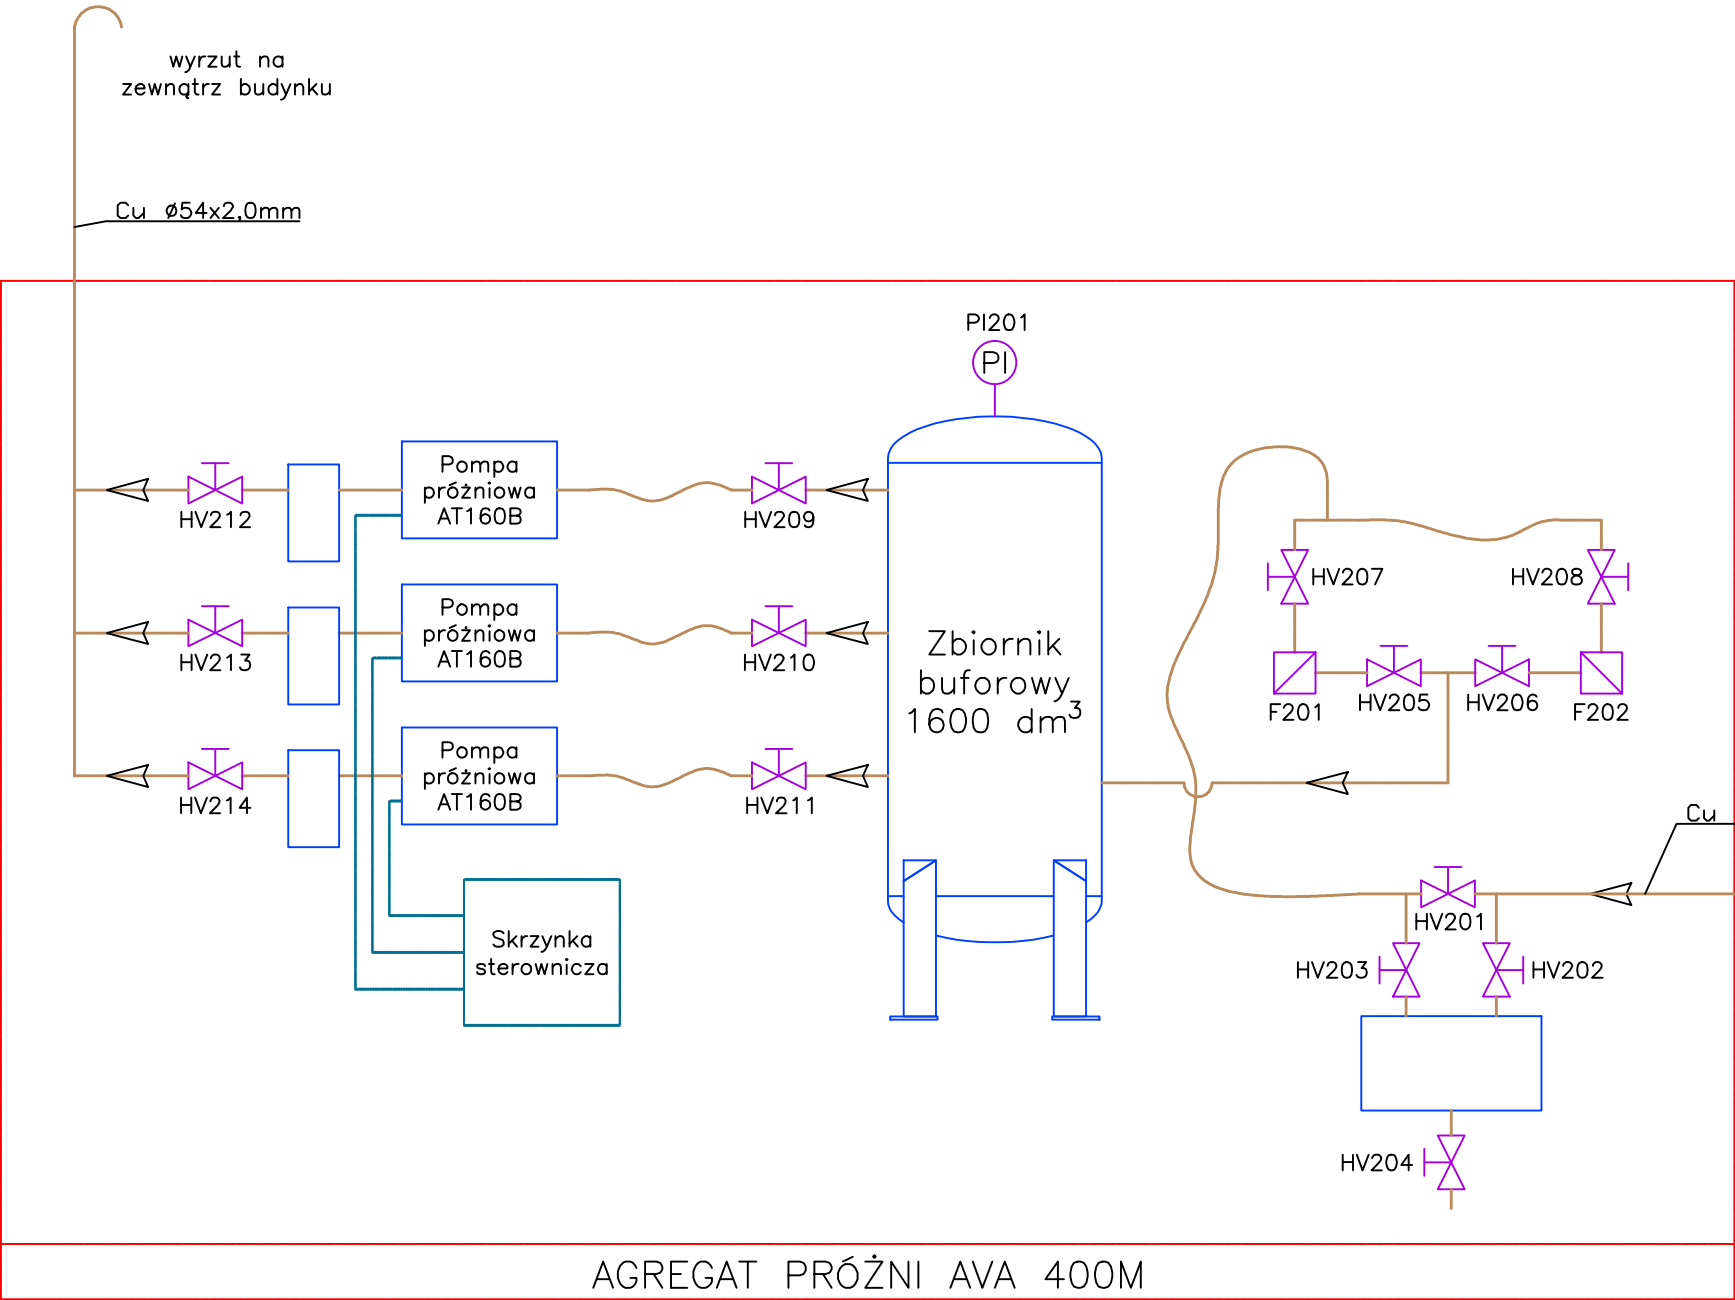 wyrzut na
zewnątrz budynku
Cu ø54x2,0mm
PI201
PI
Pompa
próżniowa
AT160B
HV212
HV209
HV207
HV208
Pompa
próżniowa
AT160B
HV213
HV210
Zbiornik
buforowy
1600 dm³
F201
HV205
HV206
F202
Pompa
próżniowa
AT160B
HV214
HV211
Cu
HV201
Skrzynka
sterownicza
HV203
HV202
HV204
AGREGAT PRÓŻNI AVA 400M